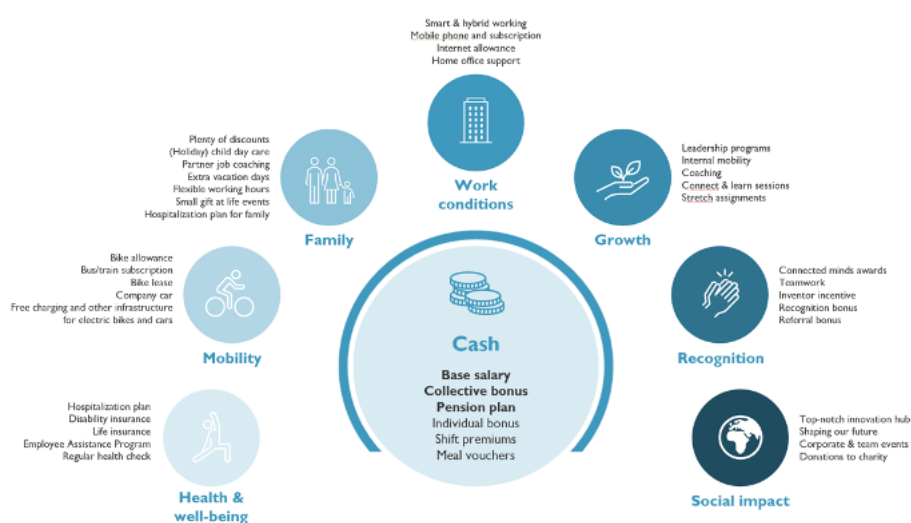 Smart & hybrid working
Mobile phone and subscription
Internet allowance
Home office support
Work
conditions
Plenty of discounts
(Holiday) child day care
Partner job coaching
Extra vacation days
Flexible working hours
Small gift at life events
Hospitalization plan for family
Family
Leadership programs
Internal mobility
Coaching
Connect & learn sessions
Stretch assignments
Growth
Bike allowance
Bus/train subscription
Bike lease
Company car
Free charging and other infrastructure
for electric bikes and cars
Mobility
Connected minds awards
Teamwork
Inventor incentive
Recognition bonus
Referral bonus
Recognition
Cash
Base salary
Collective bonus
Pension plan
Individual bonus
Shift premiums
Meal vouchers
Hospitalization plan
Disability insurance
Life insurance
Employee Assistance Program
Regular health check
Health &
well-being
Top-notch innovation hub
Shaping our future
Corporate & team events
Donations to charity
Social impact